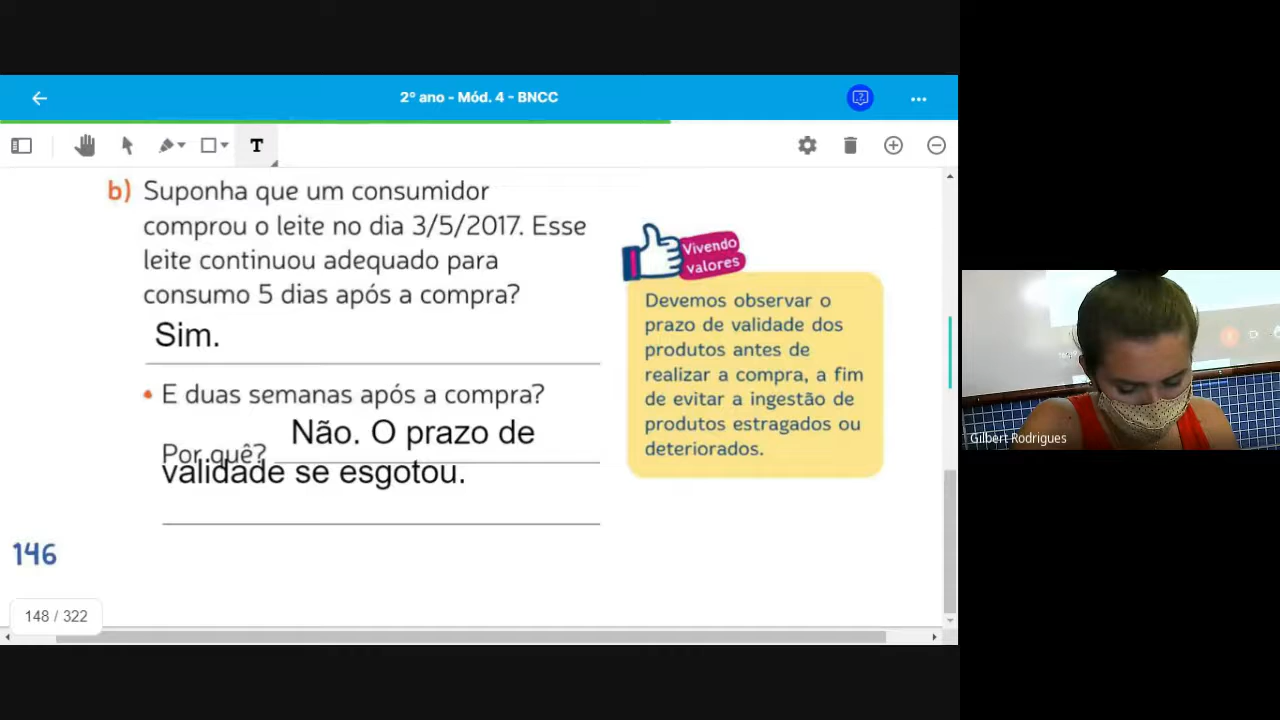 2º ano - Mód. 4 - BNCC
T
b) Suponha que um consumidor
comprou o leite no dia 3/5/2017. Esse
leite continuou adequado para
consumo 5 dias após a compra?
Sim.
• E duas semanas após a compra?
Por quê? Não. O prazo de
validade se esgotou.
Vivendo
valores
Devemos observar o
prazo de validade dos
produtos antes de
realizar a compra, a fim
de evitar a ingestão de
produtos estragados ou
deteriorados.
146
148 / 322
Gilbert Rodrigues